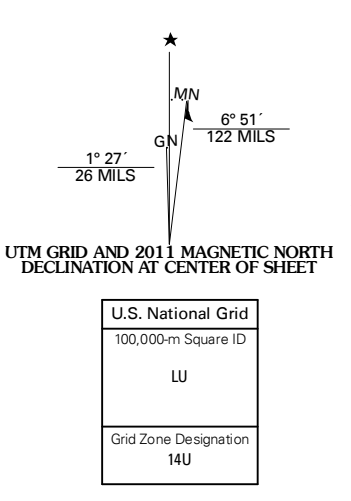 ★
MN
GN
6° 51´
122 MILS
1° 27´
26 MILS
UTM GRID AND 2011 MAGNETIC NORTH
DECLINATION AT CENTER OF SHEET
U.S. National Grid
100,000-m Square ID
LU
Grid Zone Designation
14U